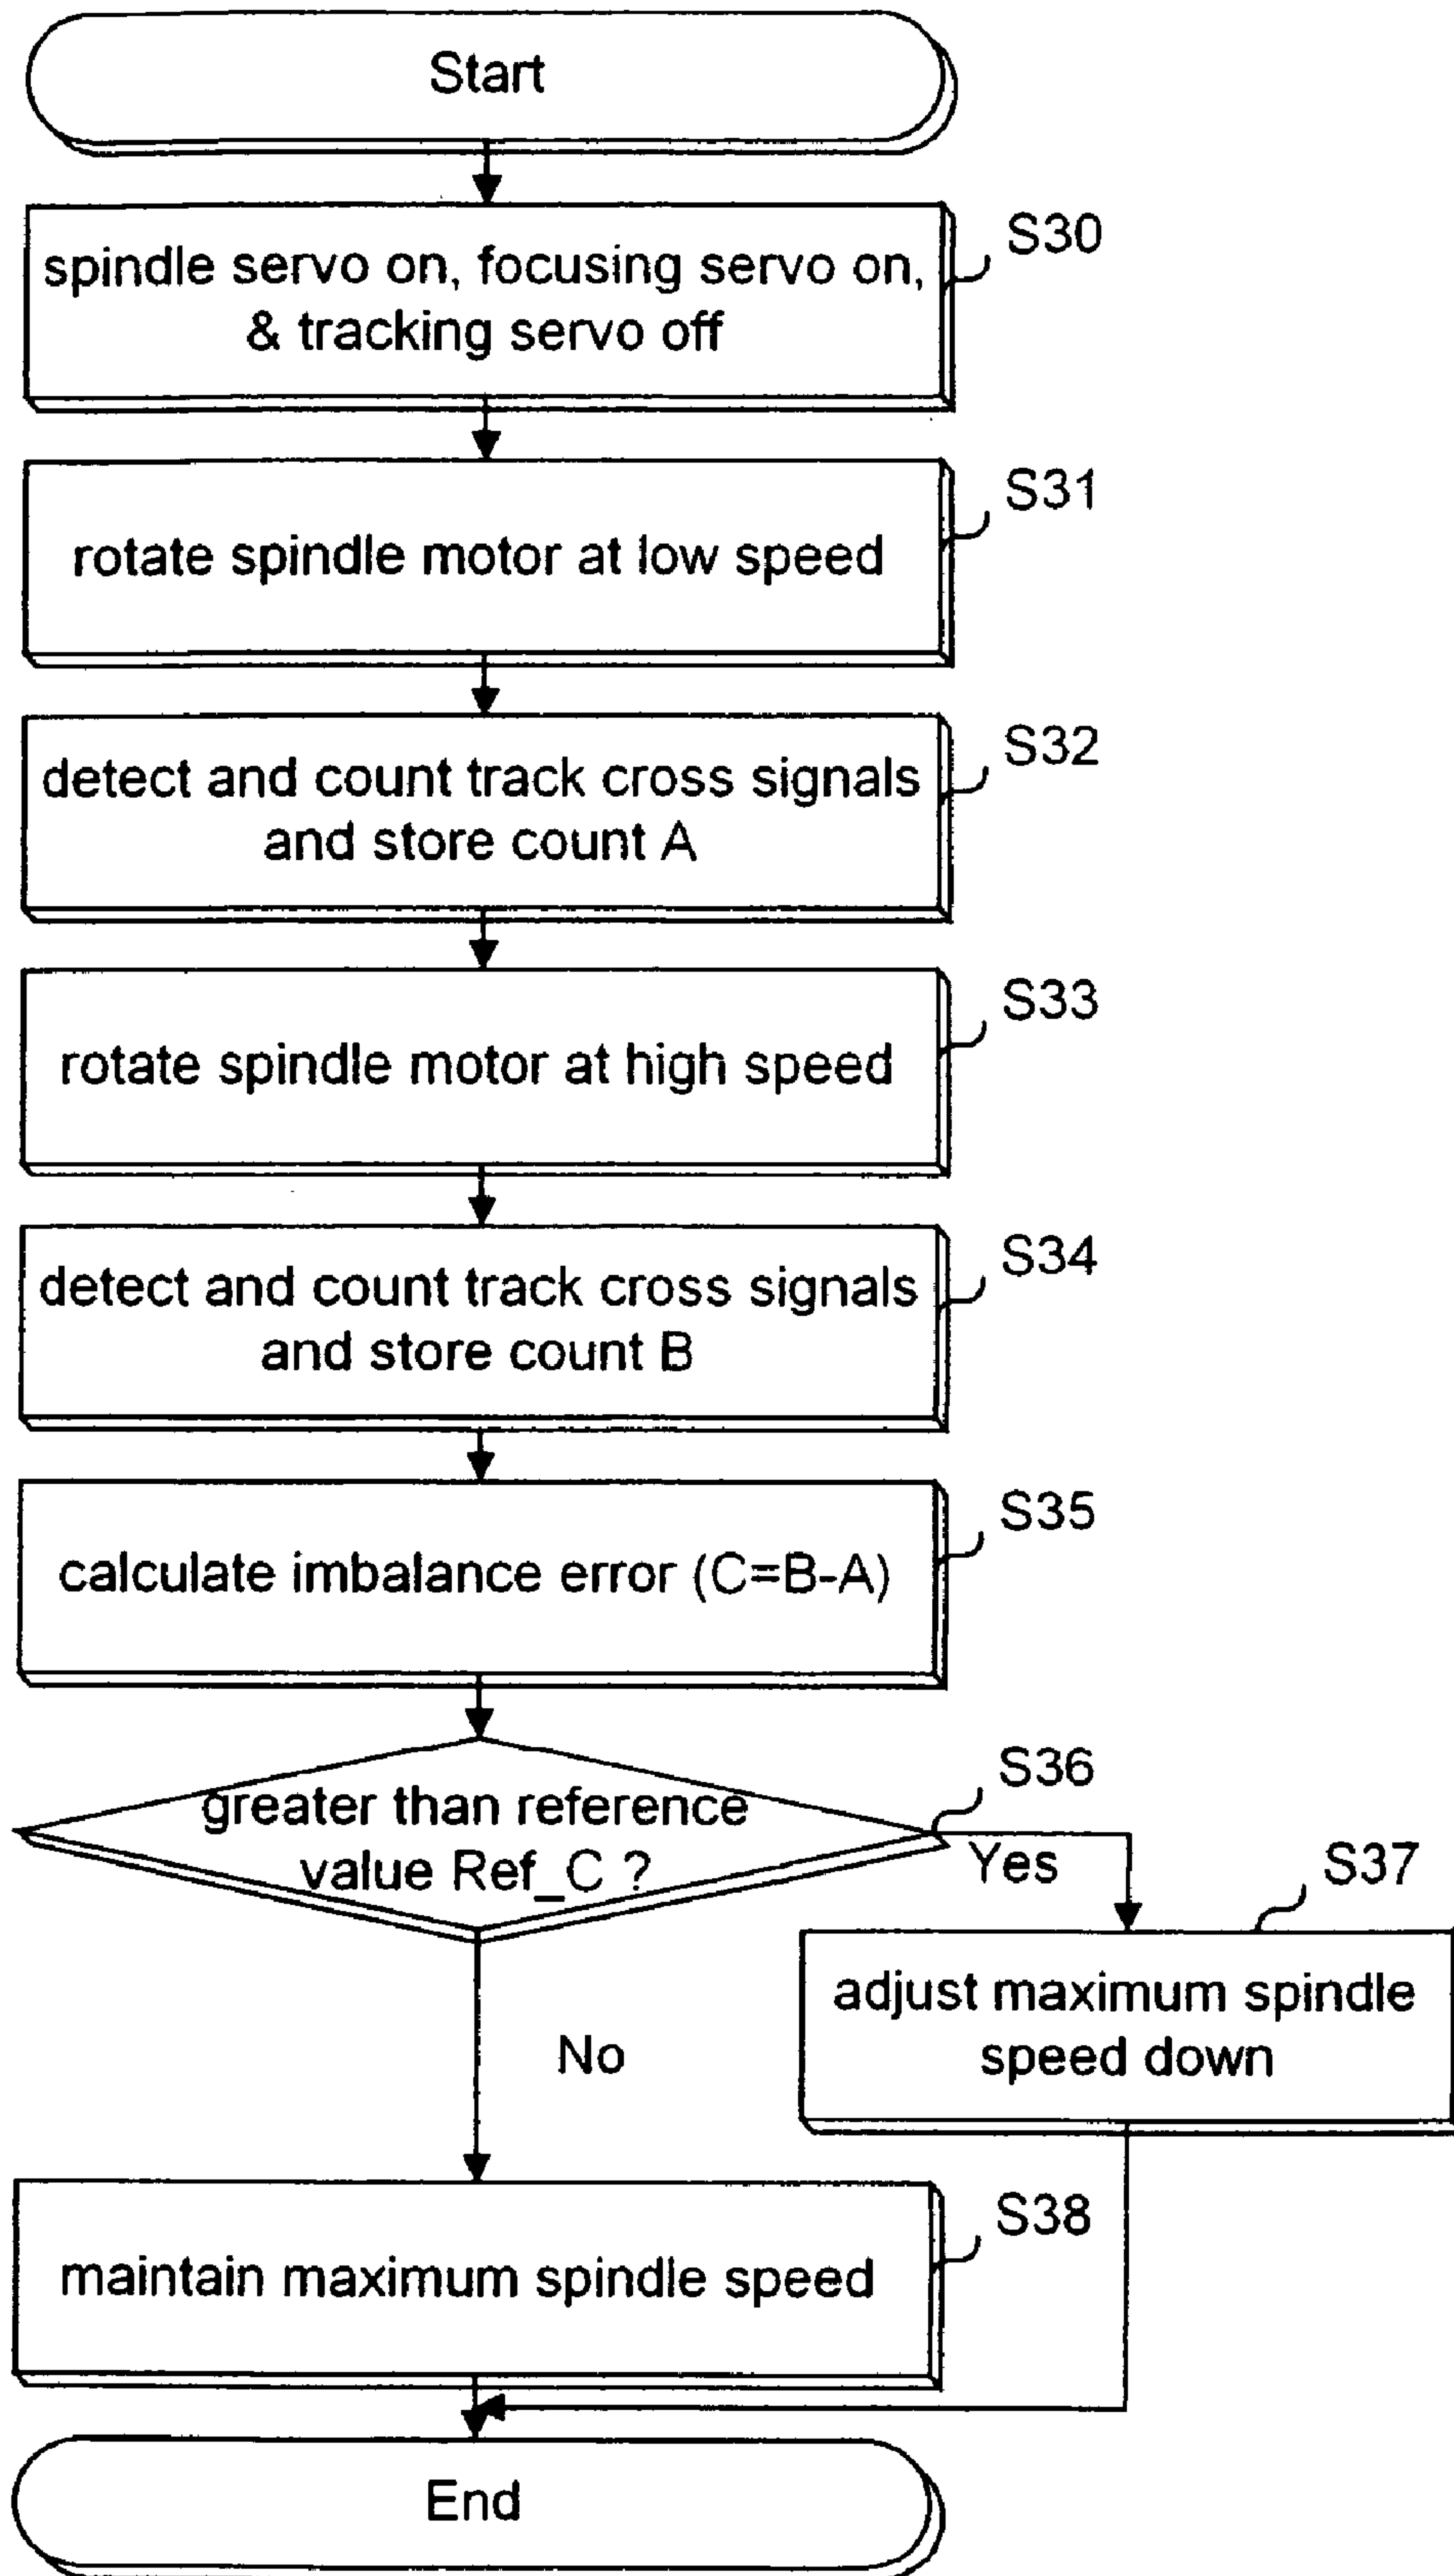 Start
S30
spindle servo on, focusing servo on,
& tracking servo off
S31
rotate spindle motor at low speed
S32
detect and count track cross signals
and store count A
S33
rotate spindle motor at high speed
S34
detect and count track cross signals
and store count B
S35
calculate imbalance error (C=B-A)
S36
greater than reference
value Ref_C ?
Yes
S37
adjust maximum spindle
speed down
No
S38
maintain maximum spindle speed
End